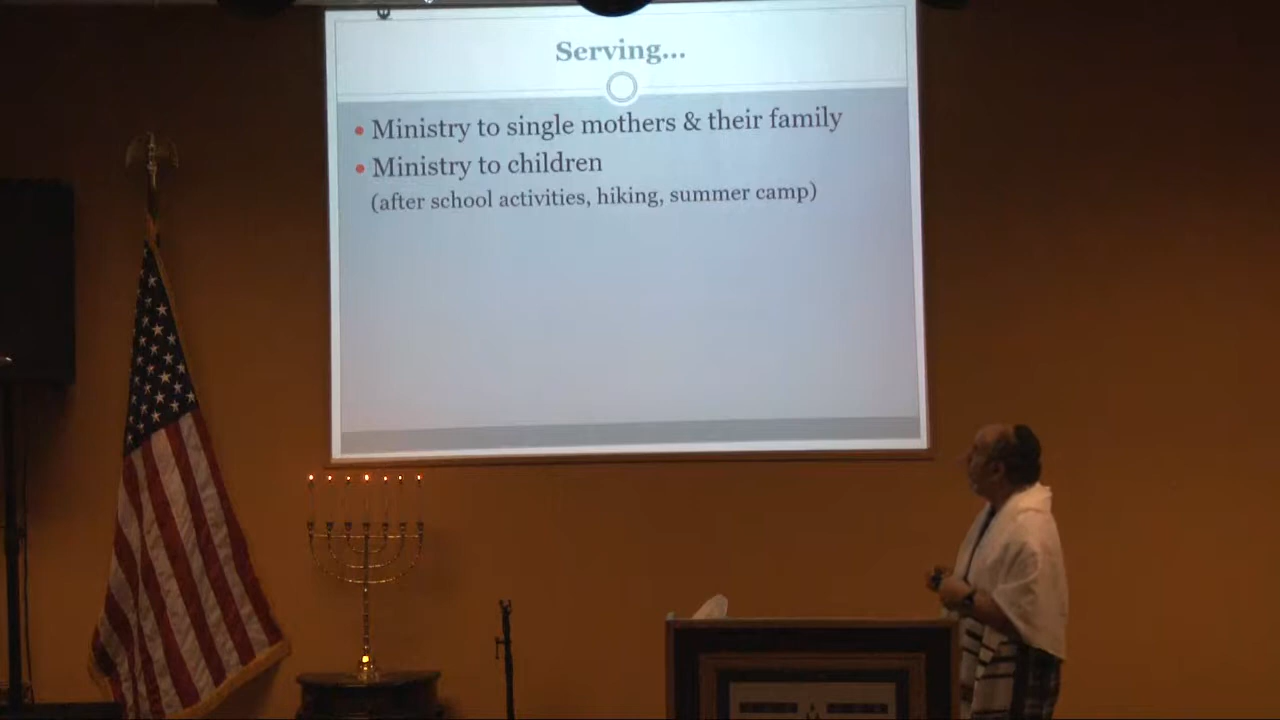 Serving...
• Ministry to single mothers & their family
• Ministry to children
(after school activities, hiking, summer camp)